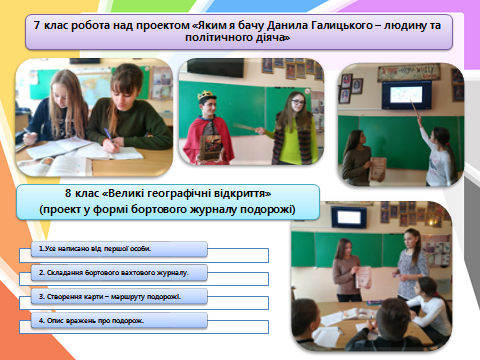 7 клас робота над проектом «Яким я бачу Данила Галицького – людину та
політичного діяча»
8 клас «Великі географічні відкриття»
(проект у формі бортового журналу подорожі)
1.Усе написано від першої особи.
2. Складання бортового вахтового журналу.
3. Створення карти – маршруту подорожі.
4. Опис вражень про подорож.